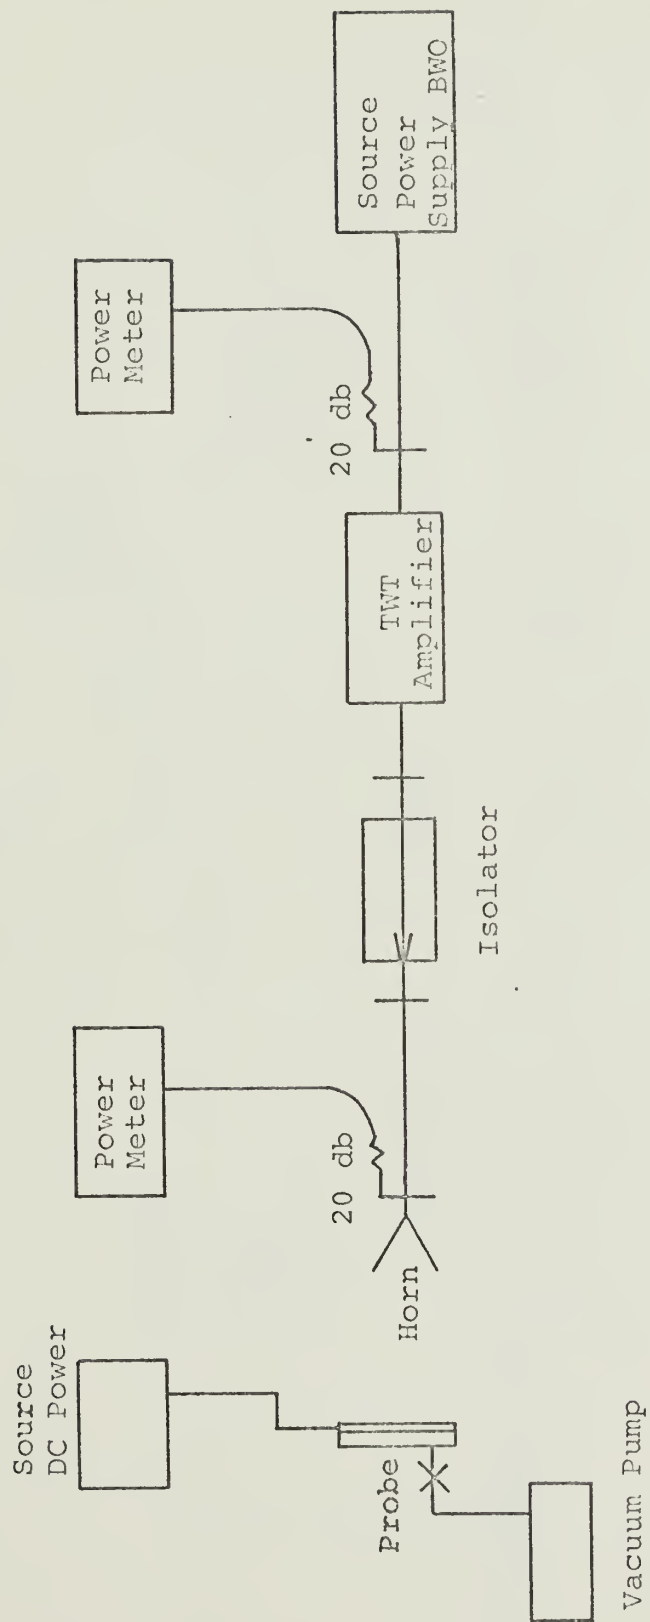 Source
DC Power
Probe
Vacuum Pump
Horn
20 db
Power
Meter
Isolator
TWT
Amplifier
20 db
Power
Meter
Source
Power
Supply BWO